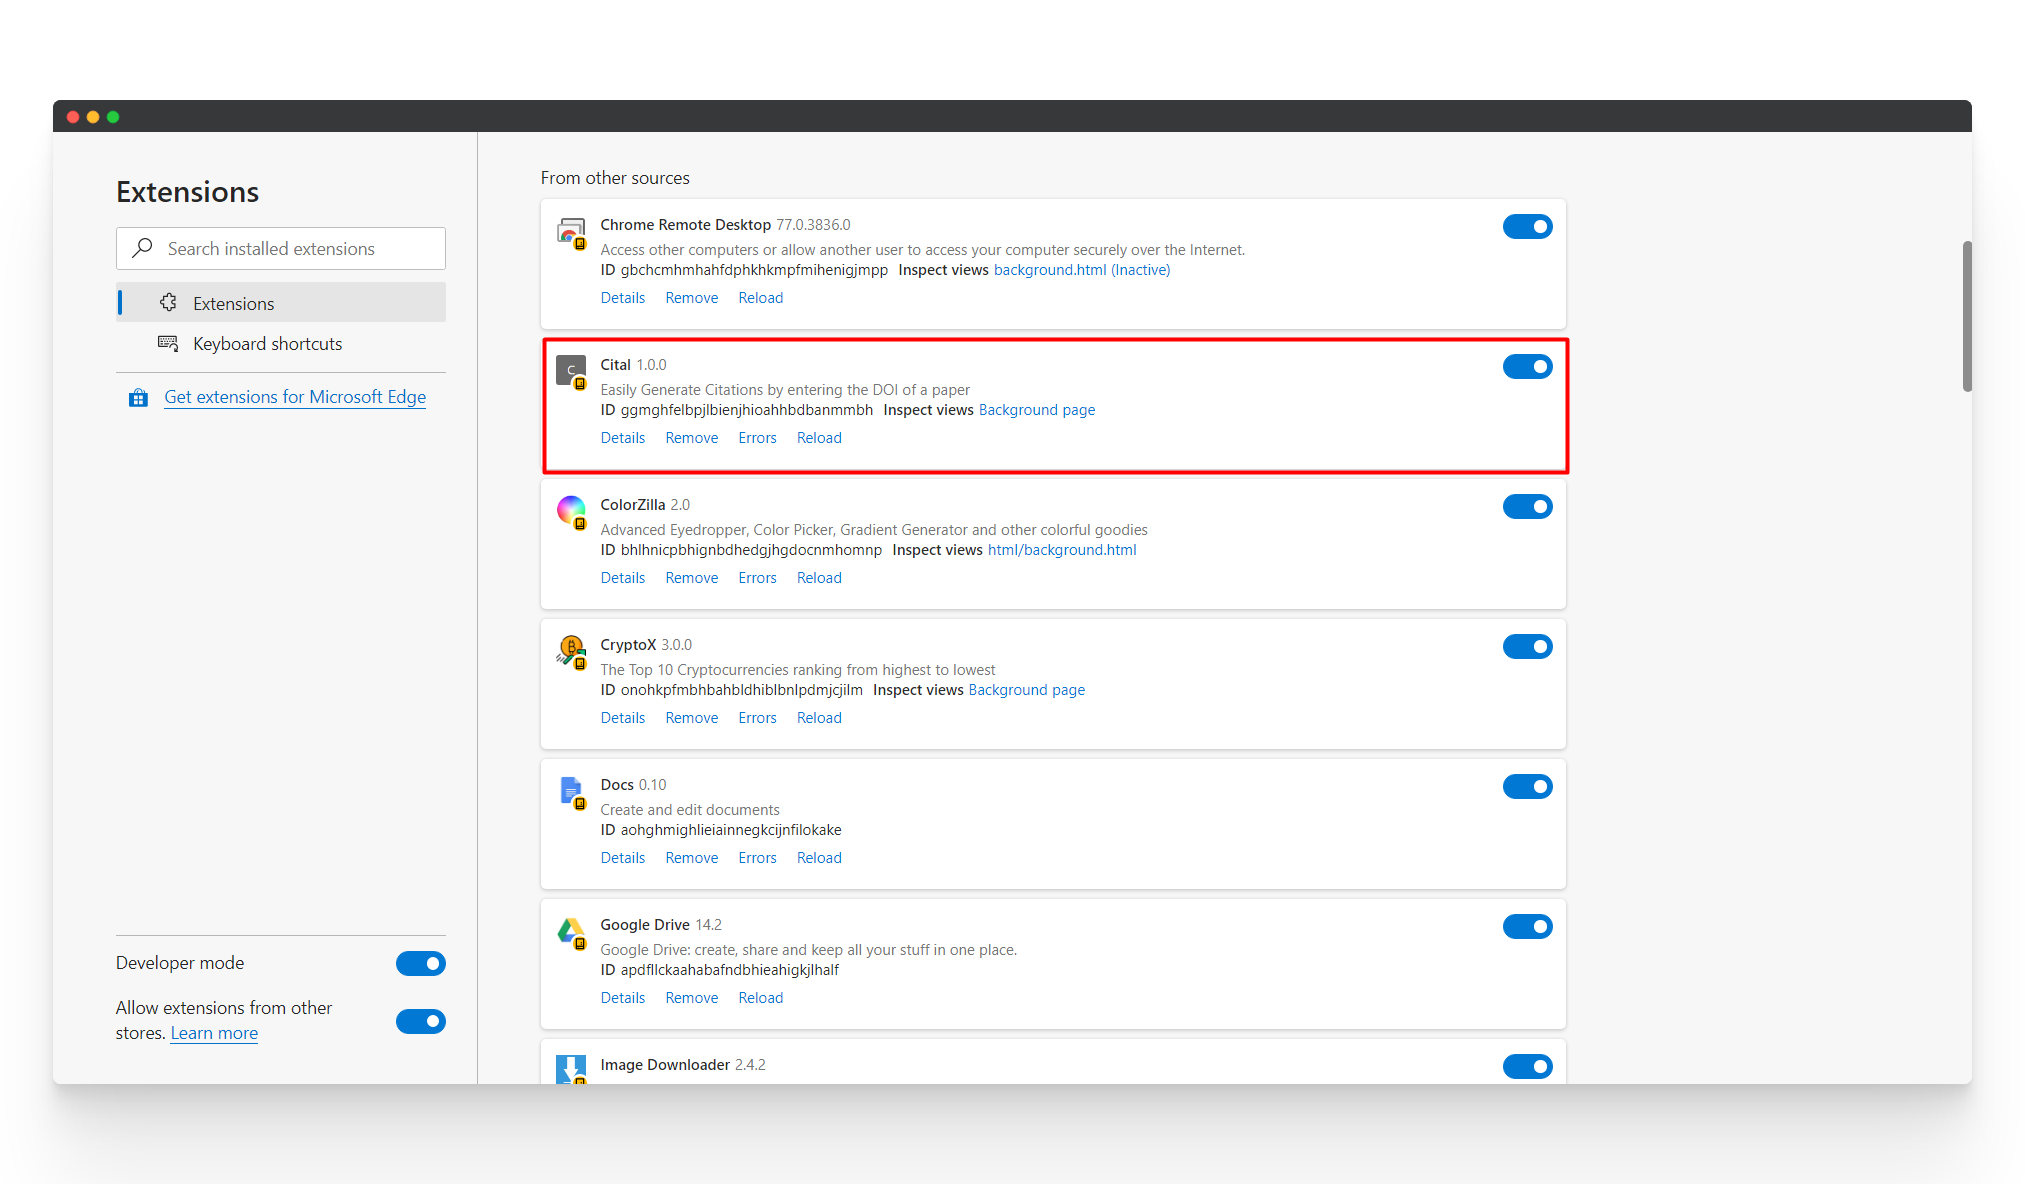 Extensions
Search installed extensions
Extensions
Keyboard shortcuts
Get extensions for Microsoft Edge
Developer mode
Allow extensions from other
stores. Learn more
From other sources
Chrome Remote Desktop 77.0.3836.0
Access other computers or allow another user to access your computer securely over the Internet.
ID gbchcmhmhahfdphkhkmpfmihenigjmpp Inspect views background.html (Inactive)
Details Remove Reload
C
Cital 1.0.0
Easily Generate Citations by entering the DOI of a paper
ID ggmghfelbpjlbienjhioahhbdbanmmbh Inspect views Background page
Details Remove Errors Reload
ColorZilla 2.0
Advanced Eyedropper, Color Picker, Gradient Generator and other colorful goodies
ID bhlhnicpbhignbdhedgjhgdocnmhomnp Inspect views html/background.html
Details Remove Errors Reload
CryptoX 3.0.0
The Top 10 Cryptocurrencies ranking from highest to lowest
ID onohkpfmbhbahbldhiblbnlpdmjcjilm Inspect views Background page
Details Remove Errors Reload
Docs 0.10
Create and edit documents
ID aohghmighlieiainnegkcijnfilokake
Details Remove Errors Reload
Google Drive 14.2
Google Drive: create, share and keep all your stuff in one place.
ID apdfllckaahabafndbhieahigkjlhalf
Details Remove Reload
Image Downloader 2.4.2